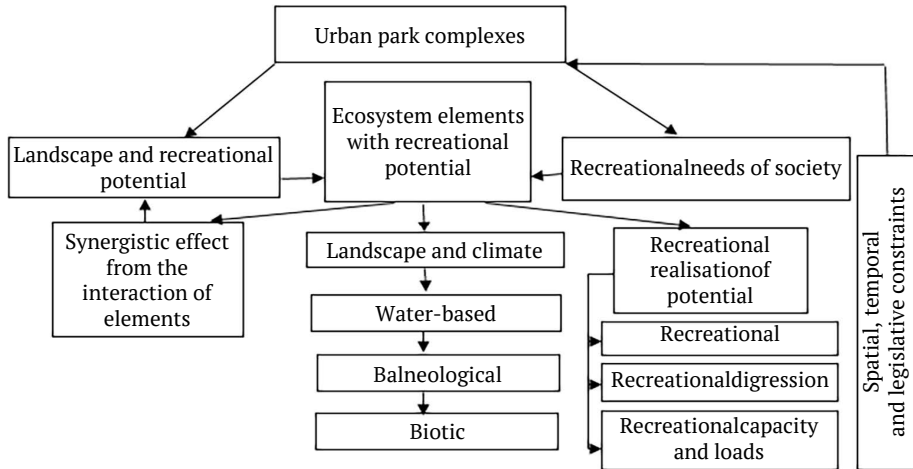 Urban park complexes
Ecosystem elements
with recreational
potential
Landscape and recreational
potential
Recreationalneeds of society
Synergistic effect
from the
interaction of
elements
Landscape and climate
Water-based
Balneological
Biotic
Recreational
realisationof
potential
Recreational
Recreationaldigression
Recreationalcapacity
and loads
Spatial, temporal
and legislative constraints